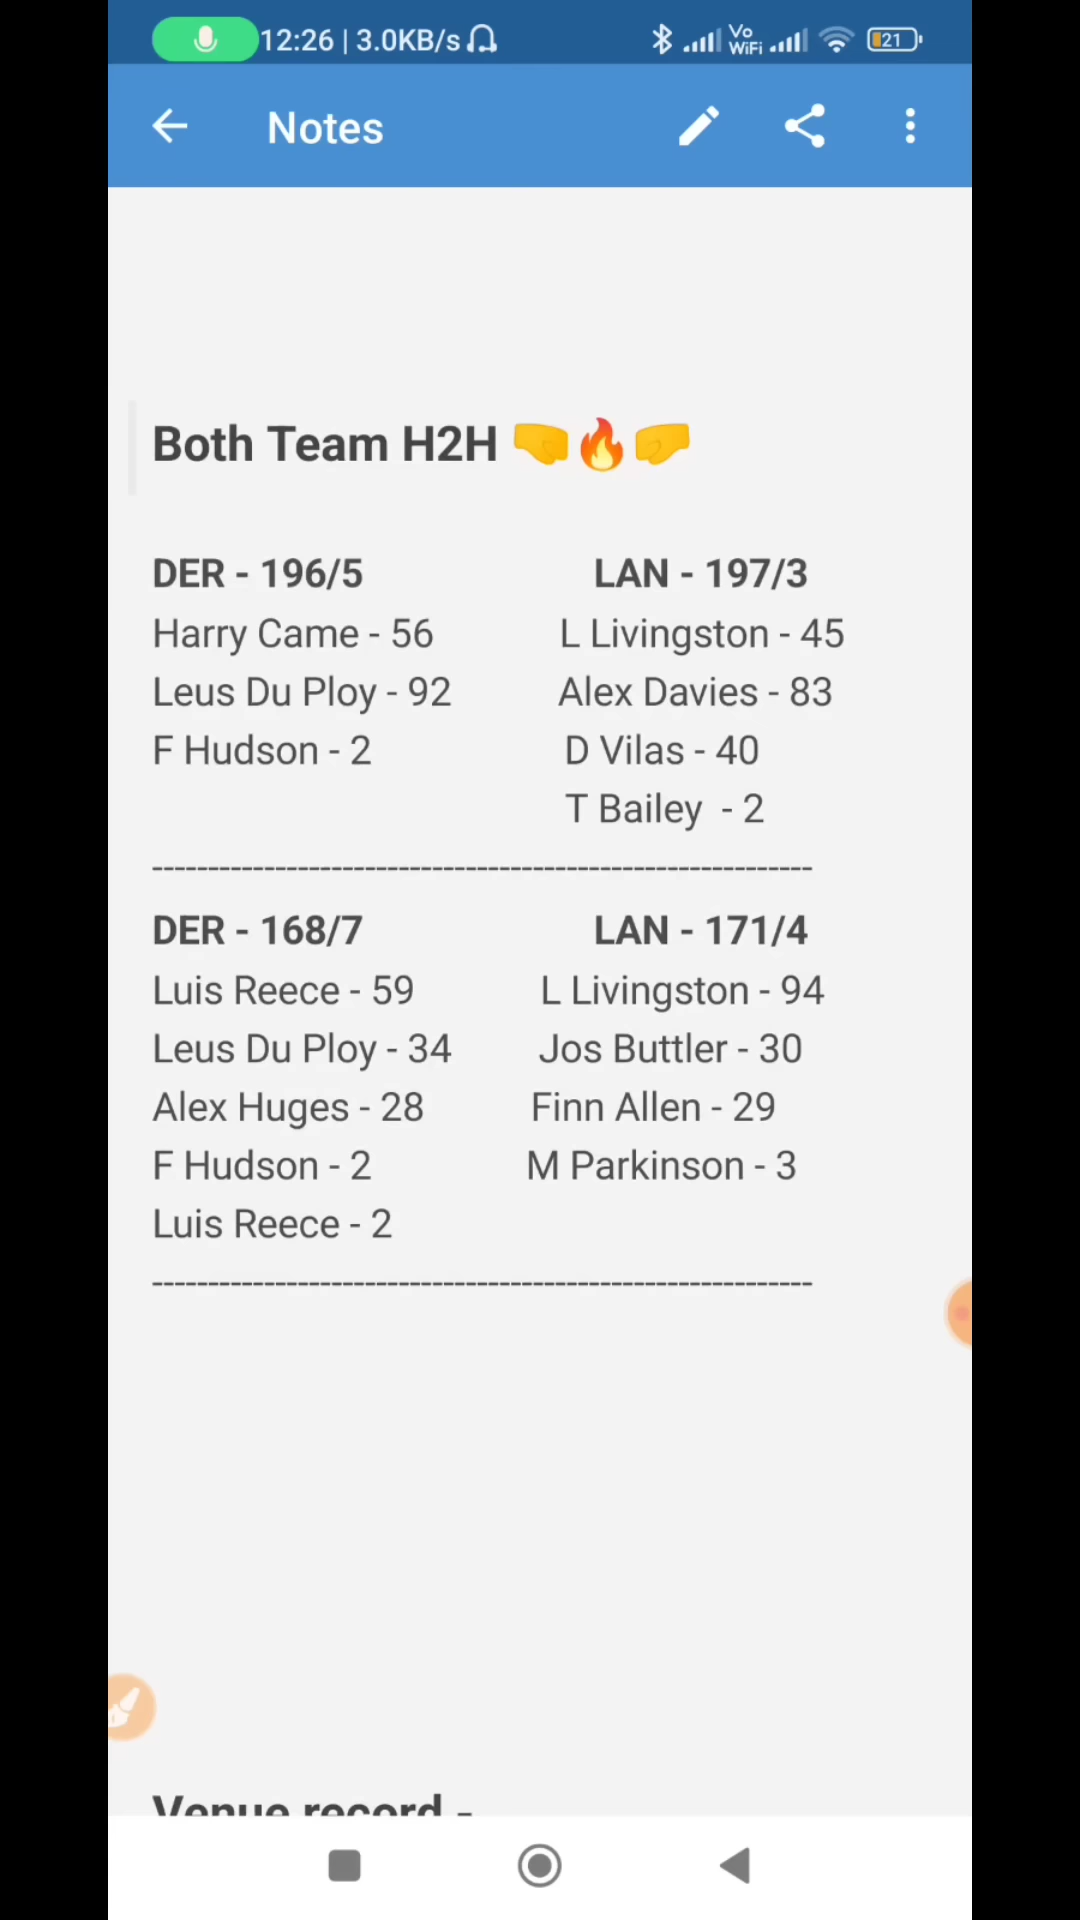 12:26 | 3.0KB/s Vo WiFi 21
Notes
Both Team H2H 🤜🔥🤛
DER - 196/5 LAN - 197/3
Harry Came - 56 L Livingston - 45
Leus Du Ploy - 92 Alex Davies - 83
F Hudson - 2 D Vilas - 40
T Bailey - 2
-----------------------------------------------------------
DER - 168/7 LAN - 171/4
Luis Reece - 59 L Livingston - 94
Leus Du Ploy - 34 Jos Buttler - 30
Alex Huges - 28 Finn Allen - 29
F Hudson - 2 M Parkinson - 3
Luis Reece - 2
-----------------------------------------------------------
Venue record -